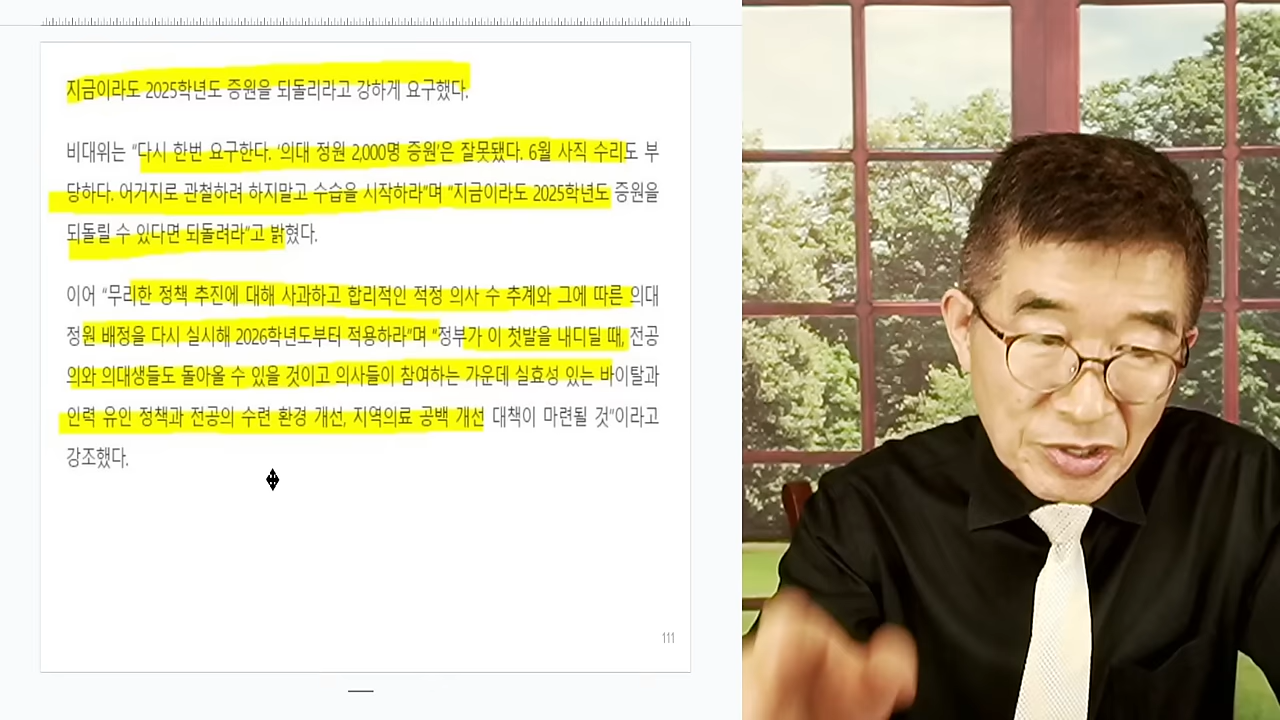 지금이라도 2025학년도 증원을 되돌리라고 강하게 요구했다.
비대위는 “다시 한번 요구한다. ‘의대 정원 2,000명 증원’은 잘못됐다. 6월 사직 수리도 부
당하다. 어거지로 관철하려 하지말고 수습을 시작하라”며 “지금이라도 2025학년도 증원을
되돌릴 수 있다면 되돌려라”고 밝혔다.
이어 “무리한 정책 추진에 대해 사과하고 합리적인 적정 의사 수 추계와 그에 따른 의대
정원 배정을 다시 실시해 2026학년도부터 적용하라”며 “정부가 이 첫발을 내디딜 때, 전공
의와 의대생들도 돌아올 수 있을 것이고 의사들이 참여하는 가운데 실효성 있는 바이탈과
인력 유인 정책과 전공의 수련 환경 개선, 지역의료 공백 개선 대책이 마련될 것”이라고
강조했다.
111